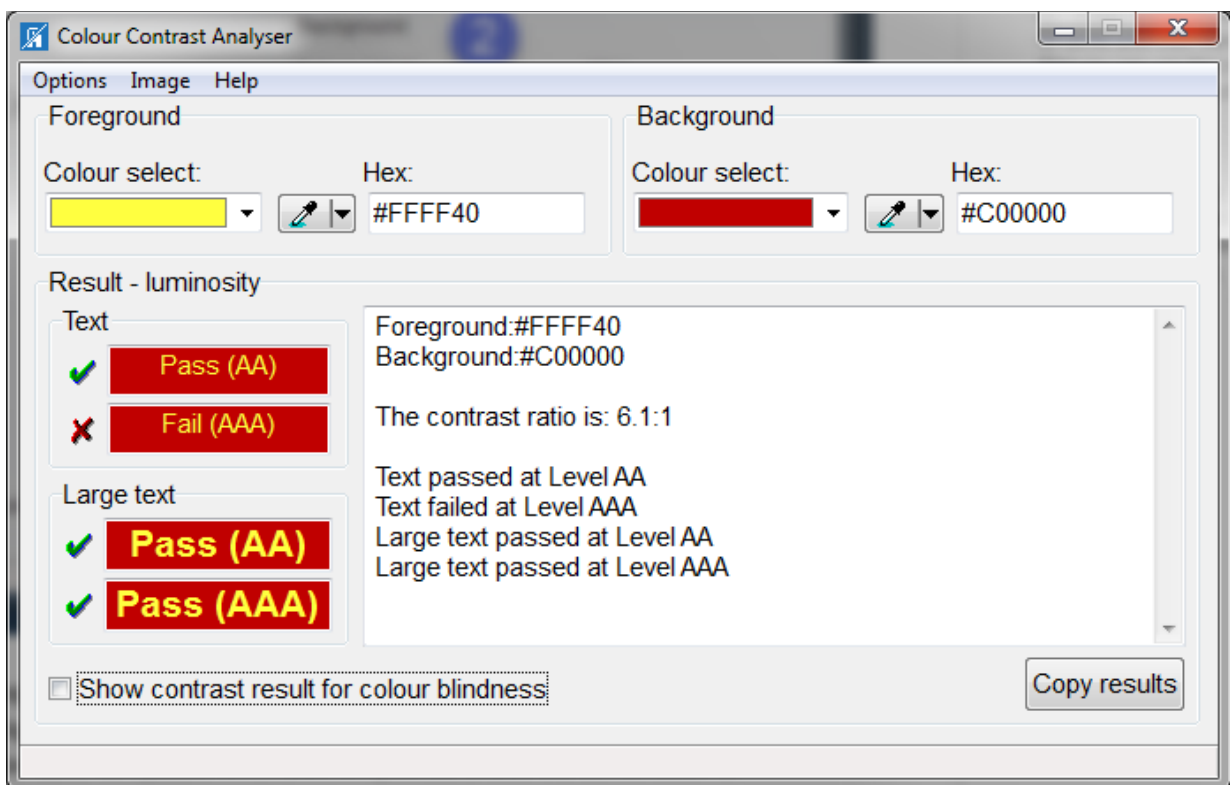 Colour Contrast Analyser
Options Image Help
Foreground
Colour select: Hex:
#FFFF40
Background
Colour select: Hex:
#C00000
Result - luminosity
Text
Pass (AA)
Fail (AAA)
Large text
Pass (AA)
Pass (AAA)
Foreground:#FFFF40
Background:#C00000
The contrast ratio is: 6.1:1
Text passed at Level AA
Text failed at Level AAA
Large text passed at Level AA
Large text passed at Level AAA
Show contrast result for colour blindness
Copy results